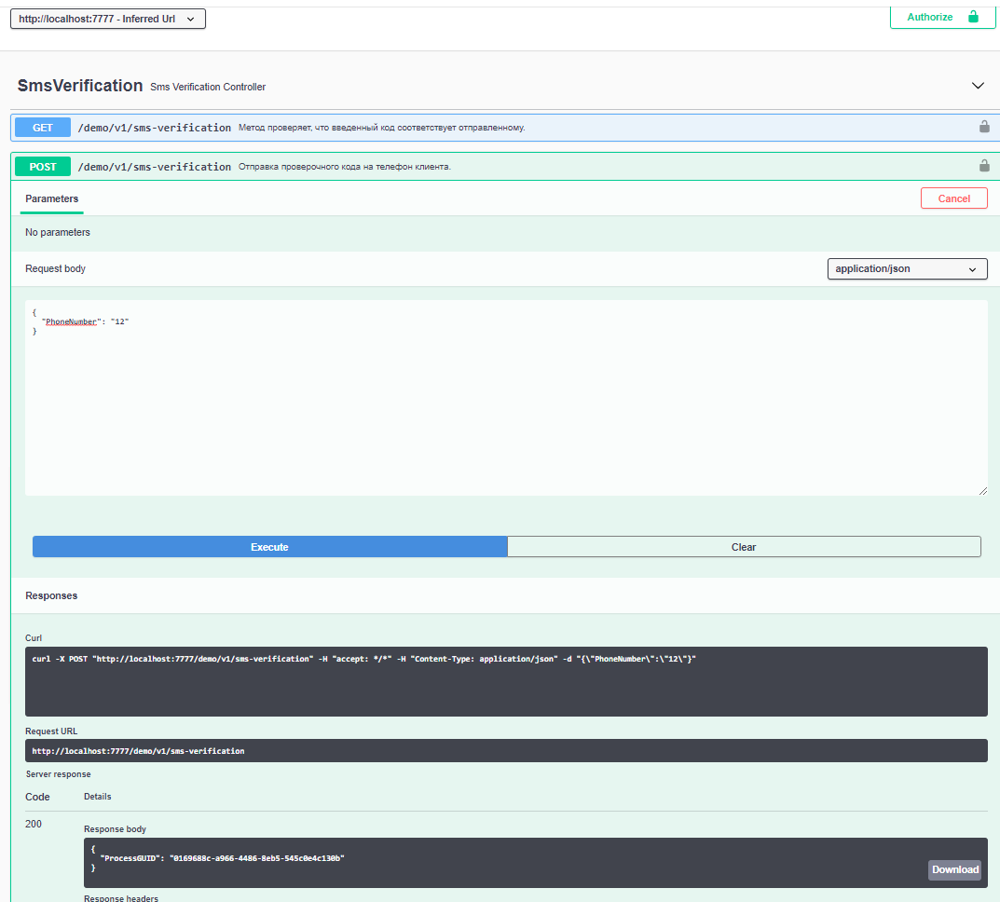 http://localhost:7777 - Inferred Url
Authorize
SmsVerification Sms Verification Controller
GET /demo/v1/sms-verification Метод проверяет, что введенный код соответствует отправленному.
POST /demo/v1/sms-verification Отправка проверочного кода на телефон клиента.
Parameters
Cancel
No parameters
Request body
application/json
{
"PhoneNumber": "12"
}
Execute
Clear
Responses
Curl
curl -X POST "http://localhost:7777/demo/v1/sms-verification" -H "accept: */*" -H "Content-Type: application/json" -d "{\"PhoneNumber\":\"12\"}"
Request URL
http://localhost:7777/demo/v1/sms-verification
Server response
Code Details
200
Response body
{
"ProcessGUID": "0169688c-a966-4486-8eb5-545c0e4c130b"
}
Download
Response headers